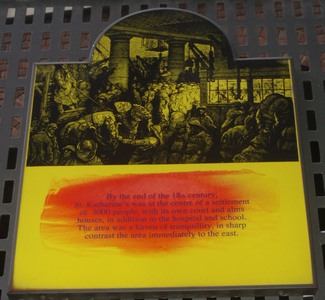 By the end of the 18th century,
St. Katharine's was at the centre of a settlement
of 3000 people, with its own court and alms
houses, in addition to the hospital and school.
The area was a haven of tranquillity, in sharp
contrast the area immediately to the east.